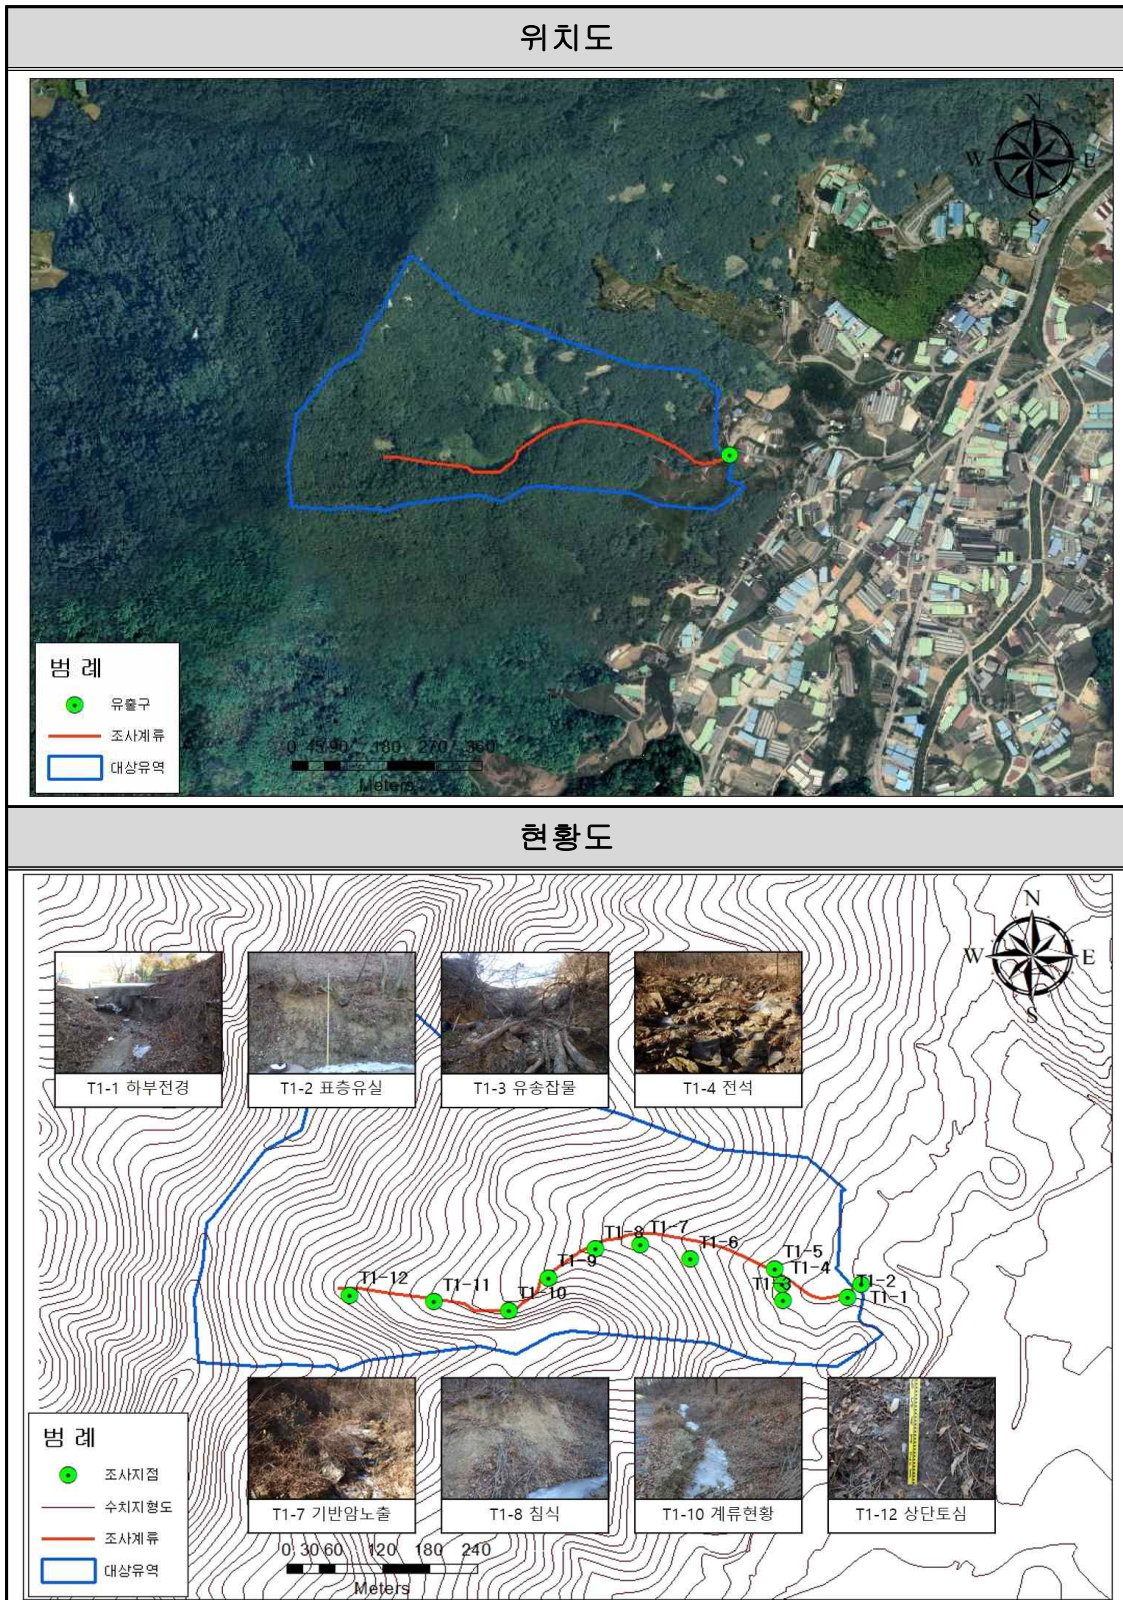 위치도
N
W
E
S
범 례
유출구
조사계류
대상유역
0 45 90 180 270 360
Meters
현황도
N
W
E
S
T1-1 하부전경
T1-2 표층유실
T1-3 유송잡물
T1-4 전석
T1-8
T1-7
T1-6
T1-9
T1-5
T1-4
T1-3
T1-2
T1-1
T1-12
T1-11
T1-10
T1-7 기반암노출
T1-8 침식
T1-10 계류현황
T1-12 상단토심
범 례
조사지점
수치지형도
조사계류
대상유역
0 30 60 120 180 240
Meters